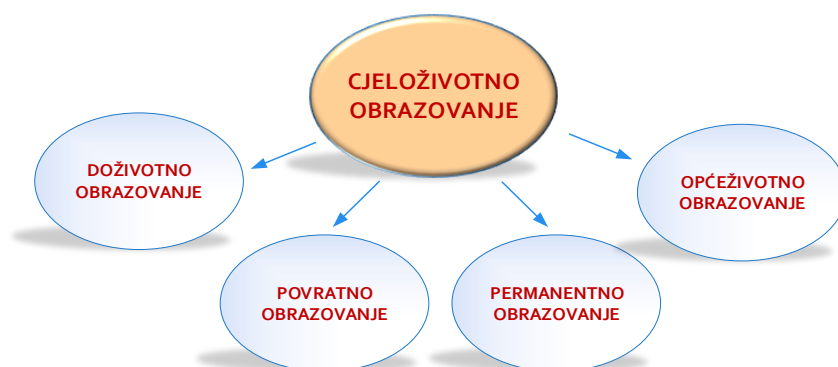 CJELOŽIVOTNO
OBRAZOVANJE
DOŽIVOTNO
OBRAZOVANJE
POVRATNO
OBRAZOVANJE
PERMANENTNO
OBRAZOVANJE
OPĆEŽIVOTNO
OBRAZOVANJE